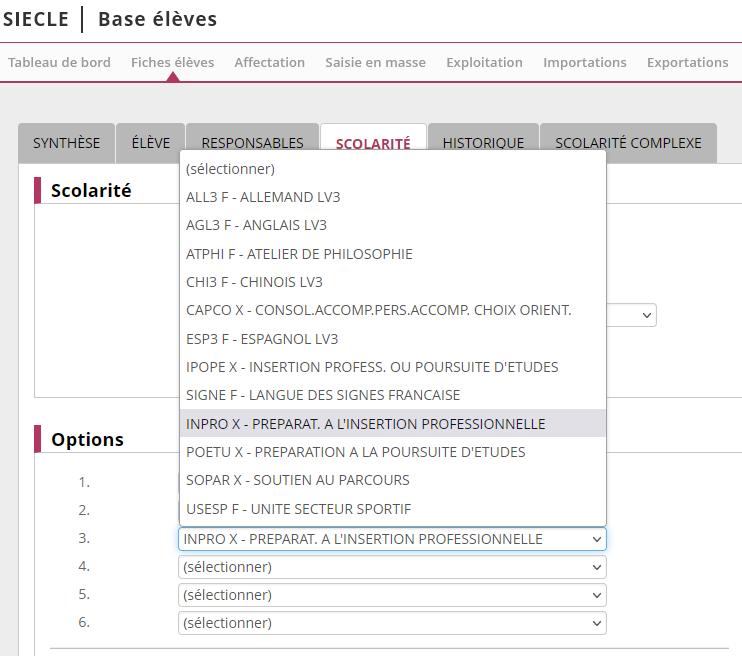 SIECLE | Base élèves
Tableau de bord Fiches élèves Affectation Saisie en masse Exploitation Importations Exportations
SYNTHÈSE ÉLÈVE RESPONSABLES SCOLARITÉ HISTORIQUE SCOLARITÉ COMPLEXE
Scolarité
(sélectionner)
ALL3 F - ALLEMAND LV3
AGL3 F - ANGLAIS LV3
ATPHI F - ATELIER DE PHILOSOPHIE
CHI3 F - CHINOIS LV3
CAPCO X - CONSOL.ACCOMP.PERS.ACCOMP. CHOIX ORIENT.
ESP3 F - ESPAGNOL LV3
IPOPE X - INSERTION PROFESS. OU POURSUITE D'ETUDES
SIGNE F - LANGUE DES SIGNES FRANCAISE
INPRO X - PREPARAT. A L'INSERTION PROFESSIONNELLE
POETU X - PREPARATION A LA POURSUITE D'ETUDES
SOPAR X - SOUTIEN AU PARCOURS
USESP F - UNITE SECTEUR SPORTIF
Options
1.
2.
3. INPRO X - PREPARAT. A L'INSERTION PROFESSIONNELLE
4. (sélectionner)
5. (sélectionner)
6. (sélectionner)